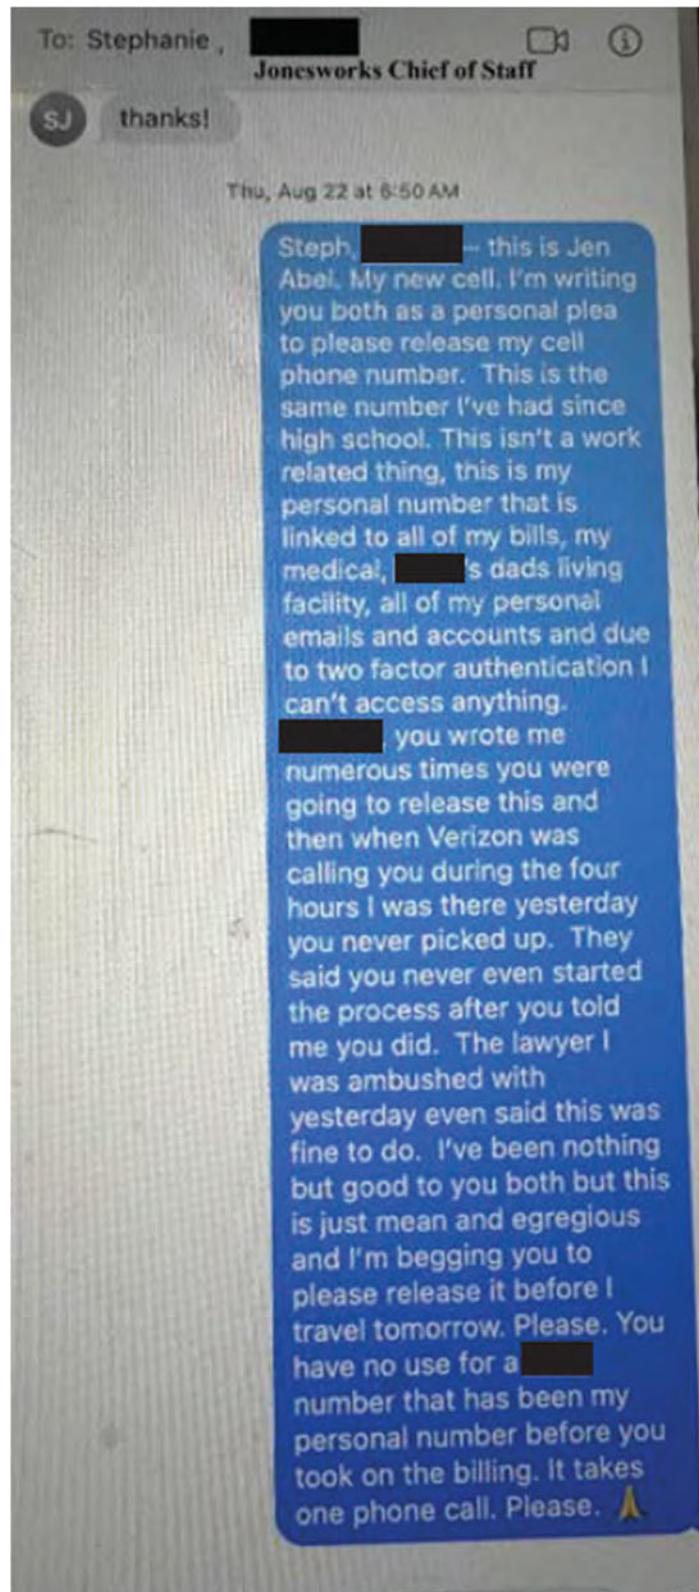 To: Stephanie ,
Jonesworks Chief of Staff
SJ
thanks!
Thu, Aug 22 at 6:50 AM
Steph, – this is Jen
Abel. My new cell. I'm writing
you both as a personal plea
to please release my cell
phone number.  This is the
same number I've had since
high school. This isn't a work
related thing, this is my
personal number that is
linked to all of my bills, my
medical, 's dads living
facility, all of my personal
emails and accounts and due
to two factor authentication I
can't access anything.
, you wrote me
numerous times you were
going to release this and
then when Verizon was
calling you during the four
hours I was there yesterday
you never picked up.  They
said you never even started
the process after you told
me you did.  The lawyer I
was ambushed with
yesterday even said this was
fine to do.  I've been nothing
but good to you both but this
is just mean and egregious
and I'm begging you to
please release it before I
travel tomorrow. Please. You
have no use for a
number that has been my
personal number before you
took on the billing. It takes
one phone call. Please. 🙏